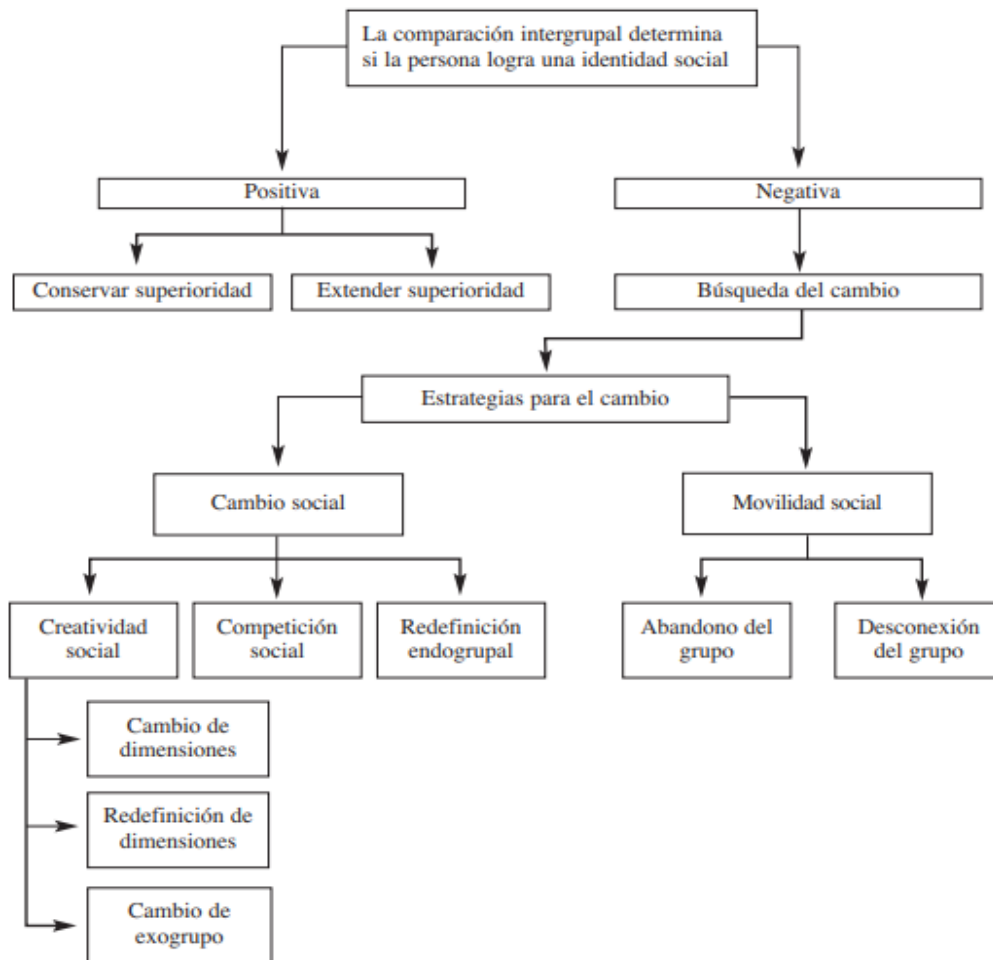 La comparación intergrupal determina
si la persona logra una identidad social
Positiva
Negativa
Conservar superioridad
Extender superioridad
Búsqueda del cambio
Estrategias para el cambio
Cambio social
Movilidad social
Creatividad
social
Competición
social
Redefinición
endogrupal
Abandono del
grupo
Desconexión
del grupo
Cambio de
dimensiones
Redefinición de
dimensiones
Cambio de
exogrupo